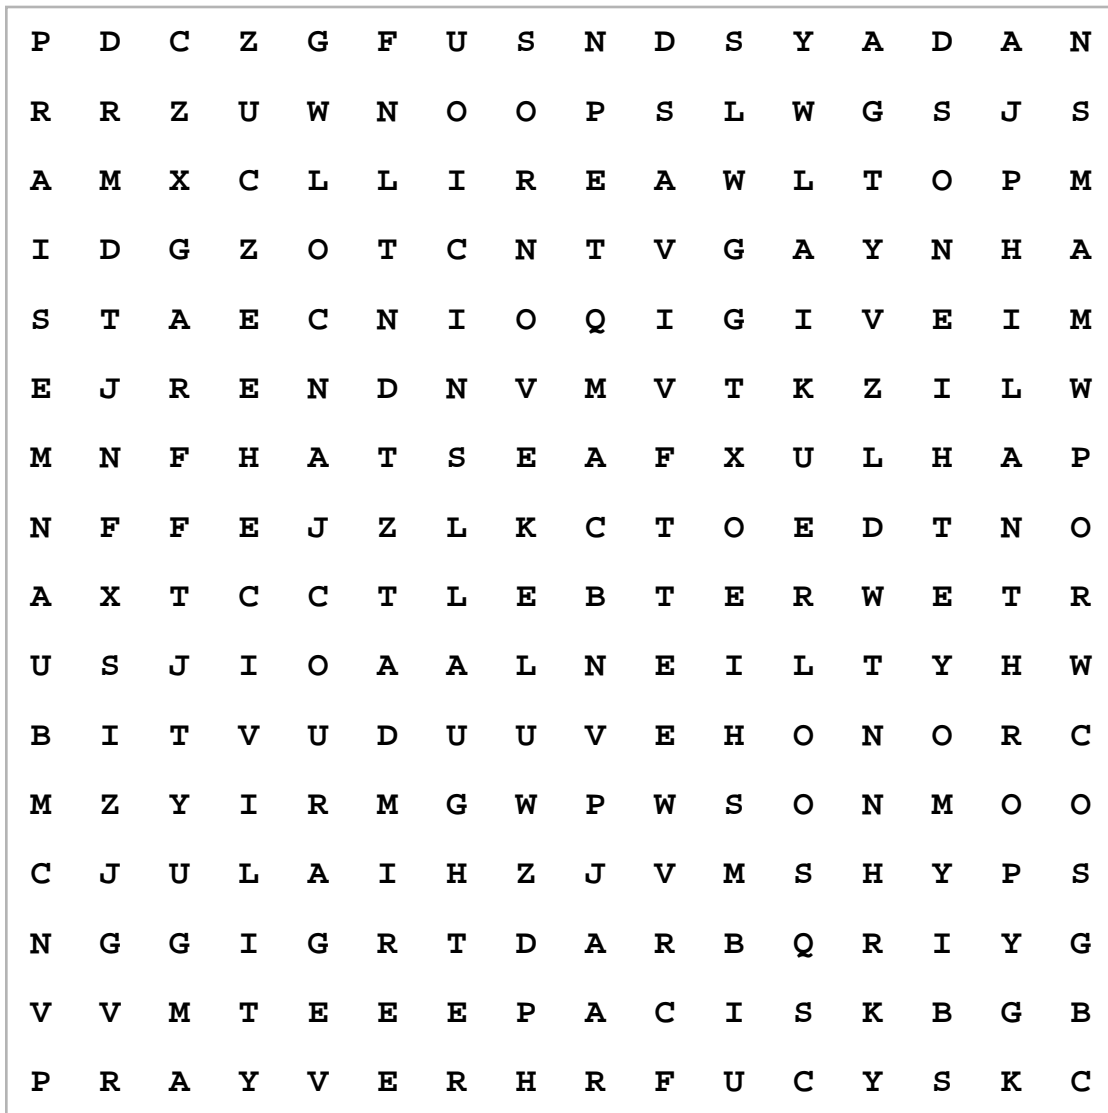 P D C Z G F U S N D S Y A D A N
R R Z U W N O O P S L W G S J S
A M X C L L I R E A W L T O P M
I D G Z O T C N T V G A Y N H A
S T A E C N I O Q I G I V E I M
E J R E N D N V M V T K Z I L W
M N F H A T S E A F X U L H A P
N F F E J Z L K C T O E D T N O
A X T C C T L E B T E R W E T R
U S J I O A A L N E I L T Y H W
B I T V U D U U V E H O N O R C
M Z Y I R M G W P W S O N M O O
C J U L A I H Z J V M S H Y P S
N G G I G R T D A R B Q R I Y G
V V M T E E E P A C I S K B G B
P R A Y V E R H R F U C Y S K C